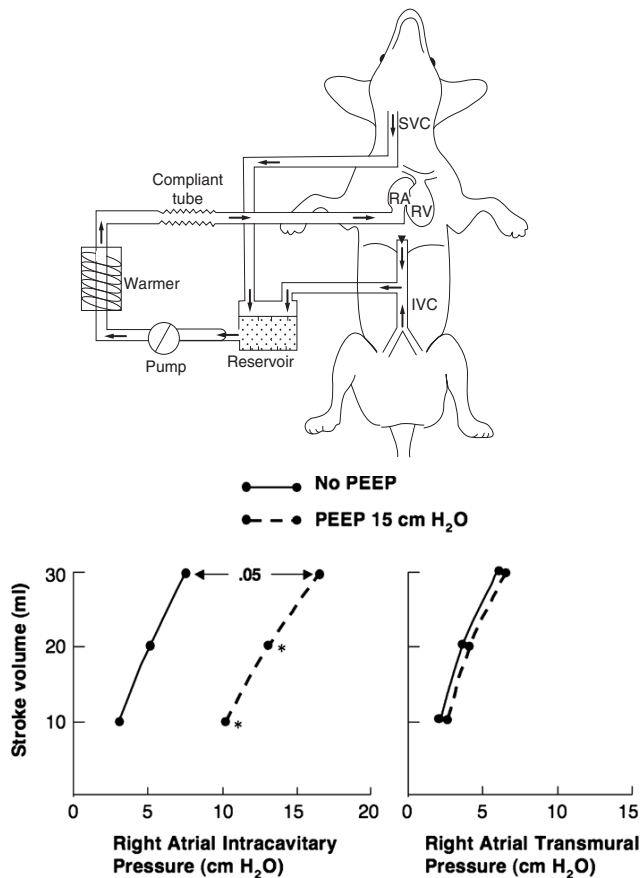 SVC
Compliant
tube
RA
RV
Warmer
IVC
Pump
Reservoir
No PEEP
PEEP 15 cm H₂O
Stroke volume (ml)
30
20
10
.05
*
*
0
5
10
15
20
Right Atrial Intracavitary
Pressure (cm H₂O)
0
5
10
15
Right Atrial Transmural
Pressure (cm H₂O)